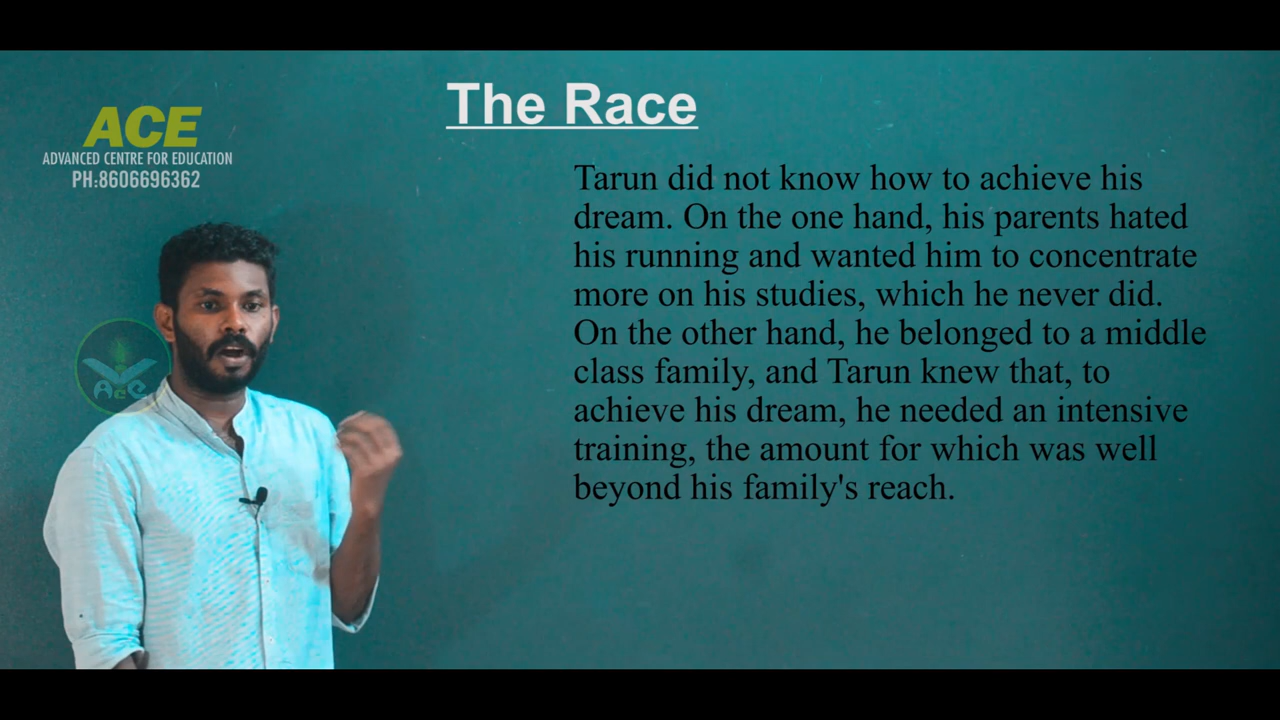 ACE
ADVANCED CENTRE FOR EDUCATION
PH:8606696362
The Race
Tarun did not know how to achieve his
dream. On the one hand, his parents hated
his running and wanted him to concentrate
more on his studies, which he never did.
On the other hand, he belonged to a middle
class family, and Tarun knew that, to
achieve his dream, he needed an intensive
training, the amount for which was well
beyond his family's reach.
AcE